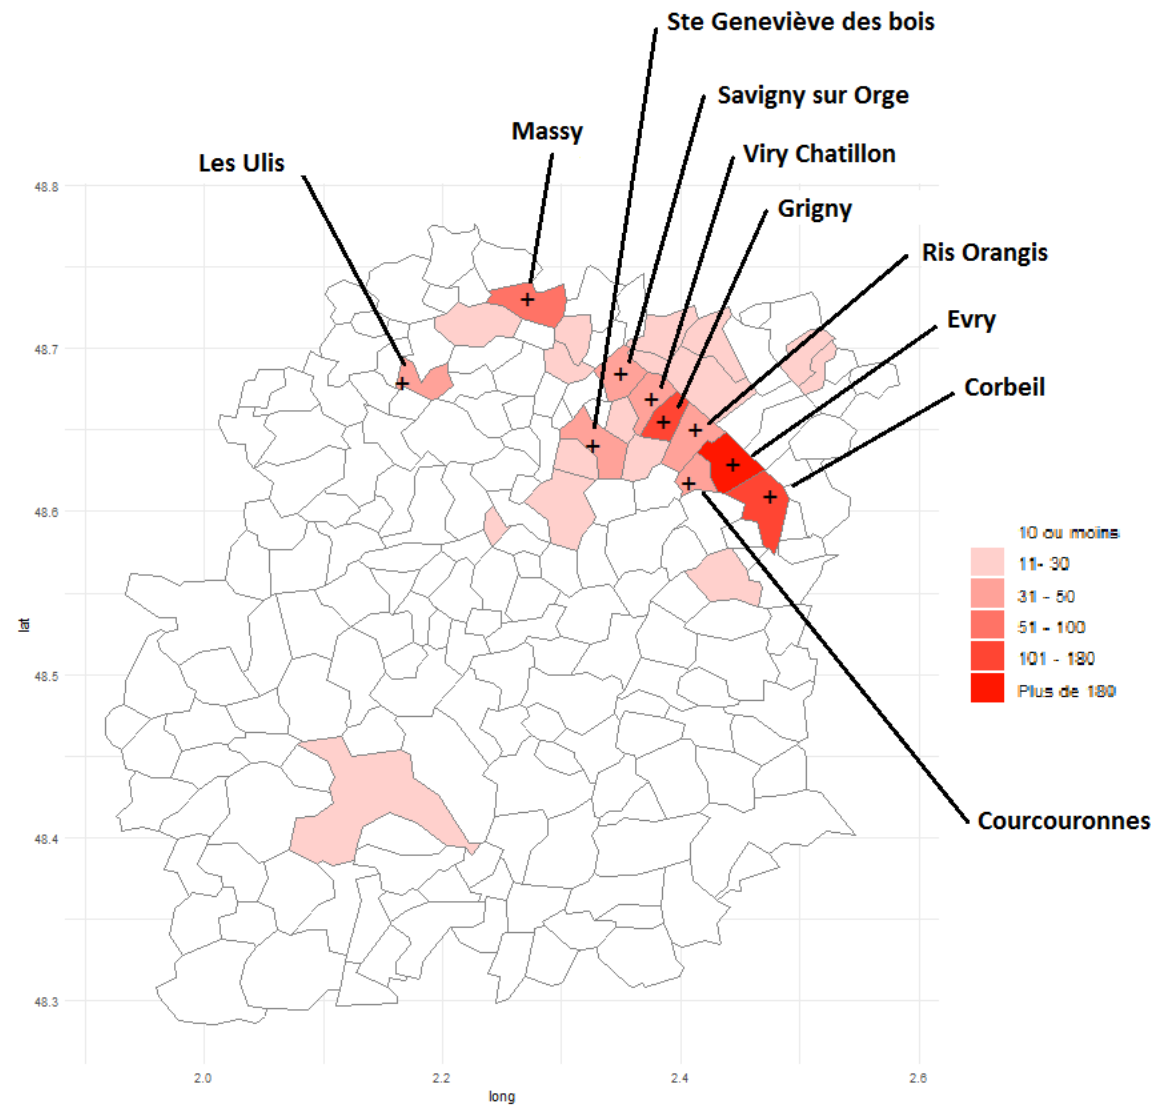 Ste Geneviève des bois
Savigny sur Orge
Massy
Viry Chatillon
Les Ulis
Grigny
Ris Orangis
Evry
Corbeil
Courcouronnes
48.8
48.7
48.6
48.5
48.4
48.3
lat
10 ou moins
11- 30
31 - 50
51 - 100
101 - 180
Plus de 180
2.0
2.2
2.4
2.6
long